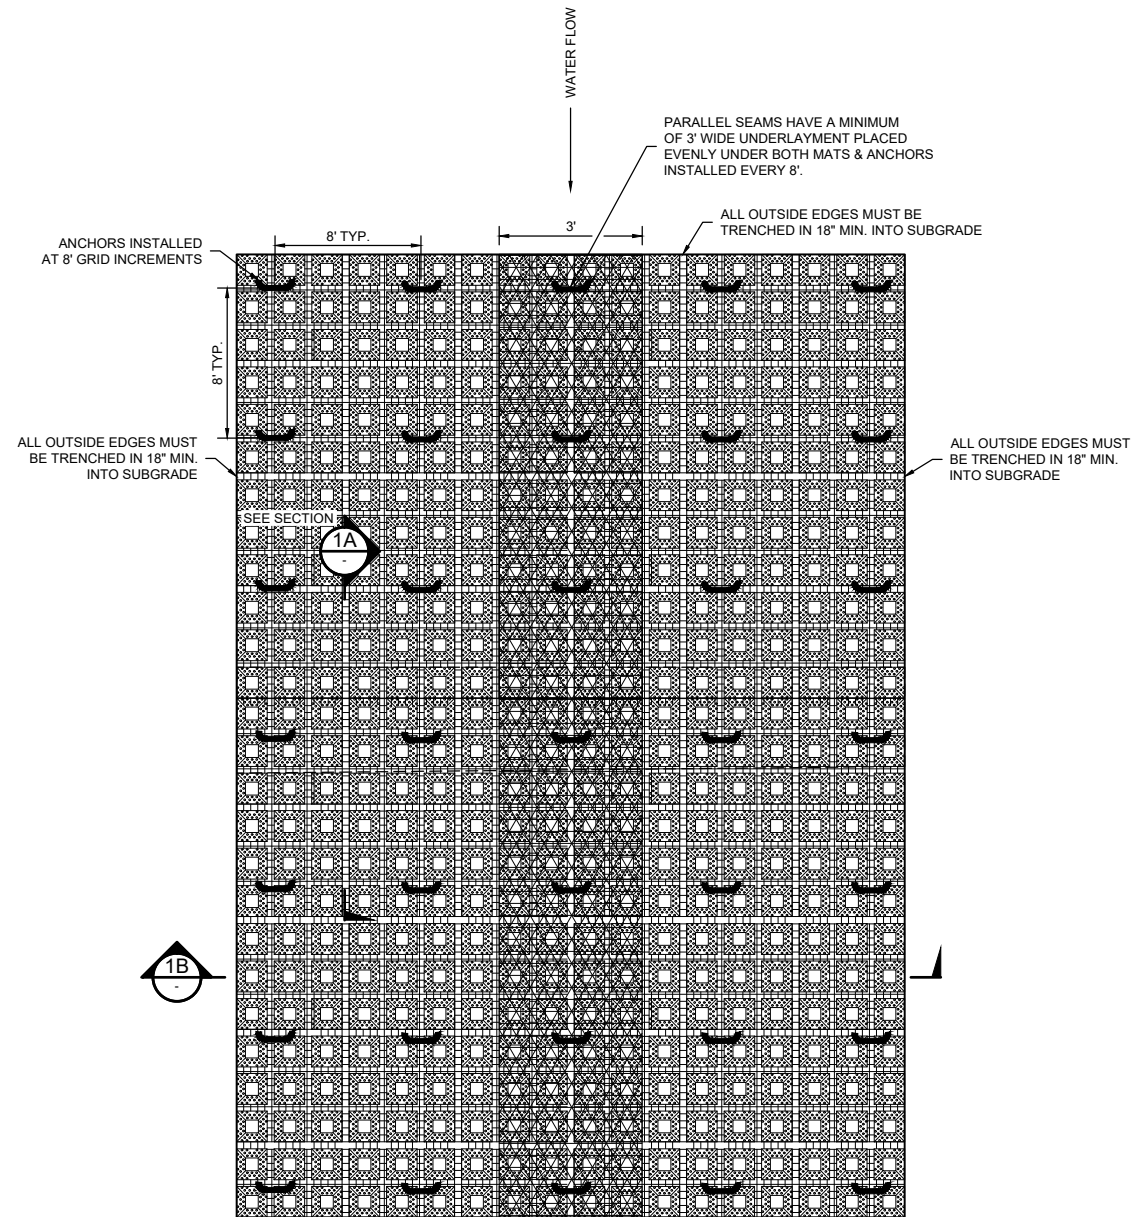 WATER FLOW
PARALLEL SEAMS HAVE A MINIMUM
OF 3' WIDE UNDERLAYMENT PLACED
EVENLY UNDER BOTH MATS & ANCHORS
INSTALLED EVERY 8'.
ALL OUTSIDE EDGES MUST BE
TRENCHED IN 18" MIN. INTO SUBGRADE
ANCHORS INSTALLED
AT 8' GRID INCREMENTS
8' TYP.
3'
8' TYP.
ALL OUTSIDE EDGES MUST
BE TRENCHED IN 18" MIN.
INTO SUBGRADE
ALL OUTSIDE EDGES MUST
BE TRENCHED IN 18" MIN.
INTO SUBGRADE
SEE SECTION
1A
-
1B
-